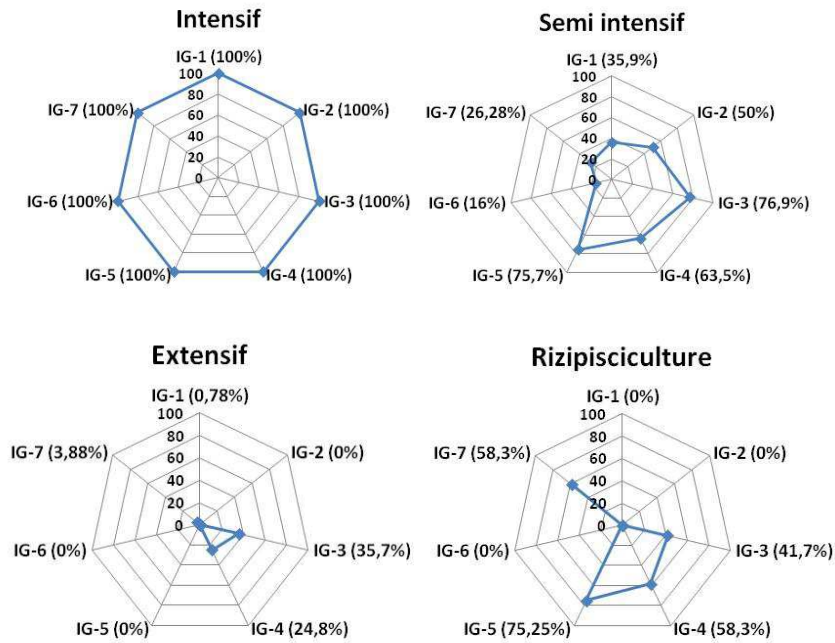 Intensif
IG-1 (100%)
IG-2 (100%)
IG-3 (100%)
IG-4 (100%)
IG-5 (100%)
IG-6 (100%)
IG-7 (100%)
100
80
60
40
20
0
Semi intensif
IG-1 (35,9%)
IG-2 (50%)
IG-3 (76,9%)
IG-4 (63,5%)
IG-5 (75,7%)
IG-6 (16%)
IG-7 (26,28%)
100
80
60
40
20
0
Extensif
IG-1 (0,78%)
IG-2 (0%)
IG-3 (35,7%)
IG-4 (24,8%)
IG-5 (0%)
IG-6 (0%)
IG-7 (3,88%)
100
80
60
40
20
0
Rizipisciculture
IG-1 (0%)
IG-2 (0%)
IG-3 (41,7%)
IG-4 (58,3%)
IG-5 (75,25%)
IG-6 (0%)
IG-7 (58,3%)
100
80
60
40
20
0